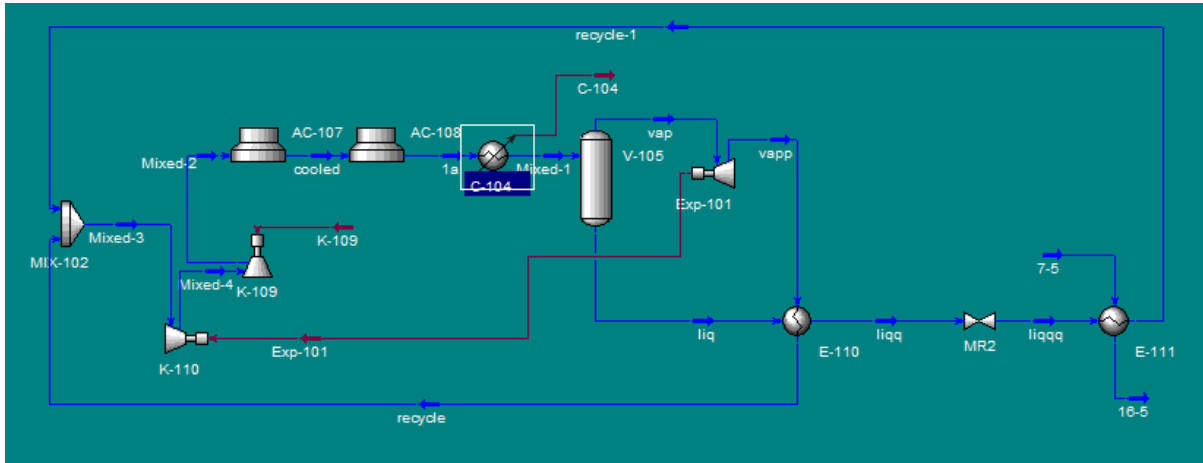 recycle-1
C-104
AC-107
AC-108
vap
V-105
vapp
Mixed-2
cooled
1a
Mixed-1
C-104
Exp-101
Mixed-3
K-109
MIX-102
7-5
Mixed-4
K-109
liq
liqq
liqqq
Exp-101
E-110
MR2
E-111
K-110
recycle
16-5